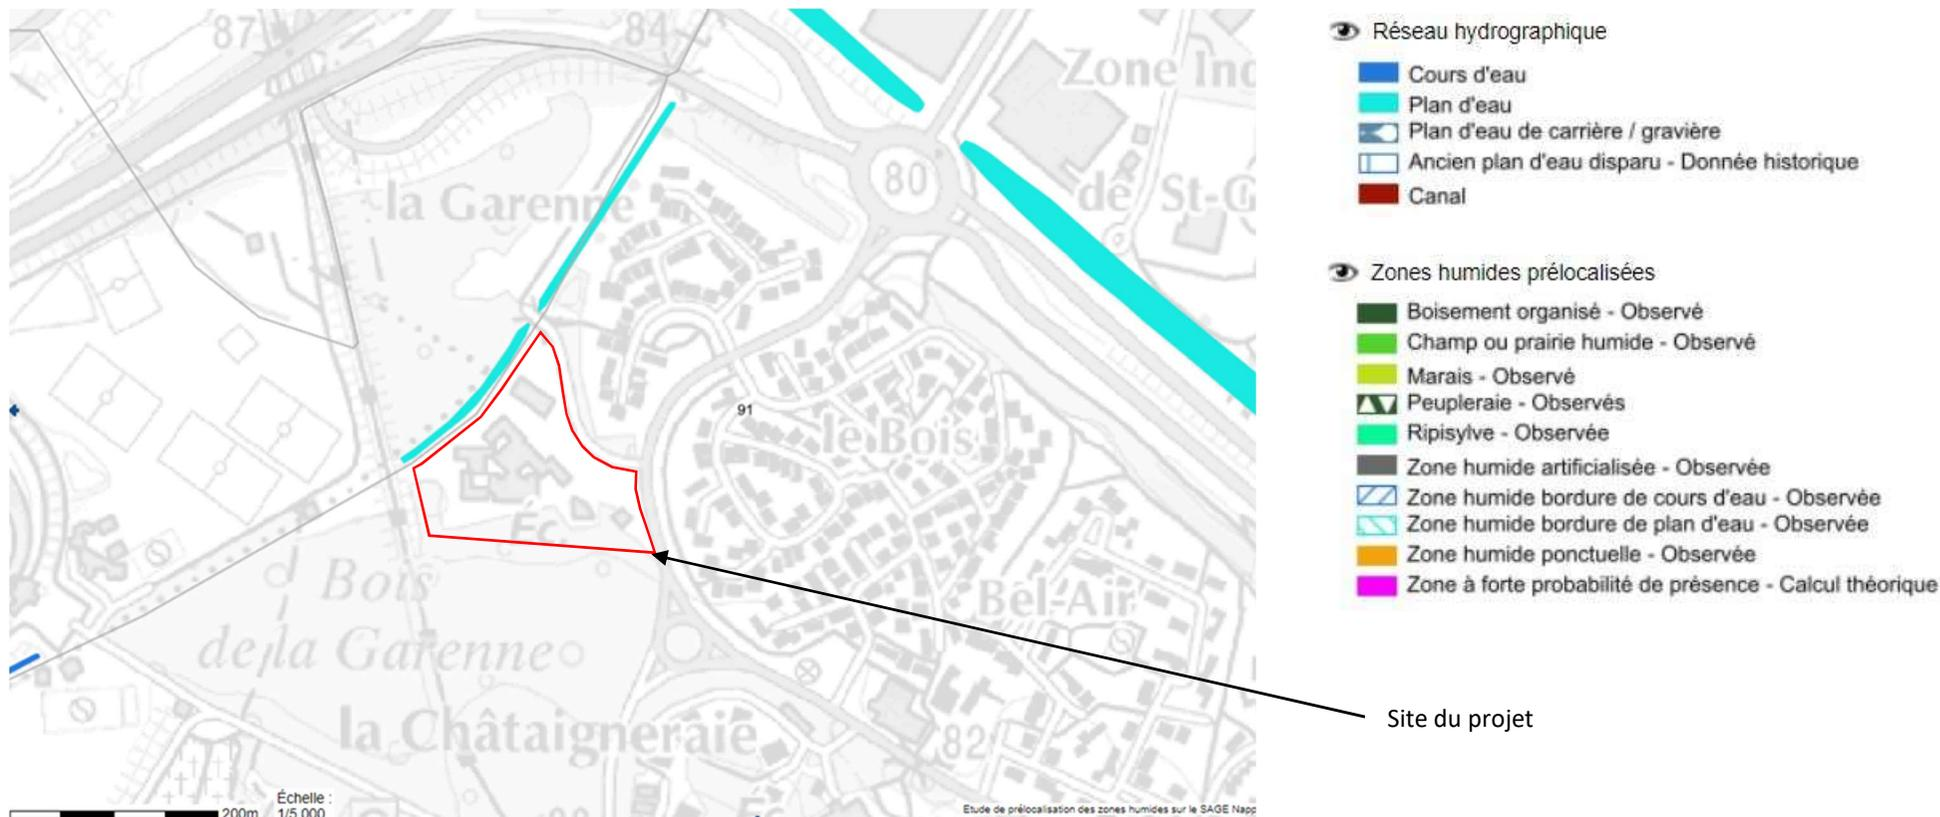 87
84
Zone Ind
la Garenne
80
de St-G
91
le Bois
Éc.
Bois
de la Garenne
Bel-Air
la Châtaigneraie
82
Échelle :
200m 1/5 000
Etude de prélocalisation des zones humides sur le SAGE Napp
Réseau hydrographique
Cours d'eau
Plan d'eau
Plan d'eau de carrière / gravière
Ancien plan d'eau disparu - Donnée historique
Canal
Zones humides prélocalisées
Boisement organisé - Observé
Champ ou prairie humide - Observé
Marais - Observé
Peupleraie - Observés
Ripisylve - Observée
Zone humide artificialisée - Observée
Zone humide bordure de cours d'eau - Observée
Zone humide bordure de plan d'eau - Observée
Zone humide ponctuelle - Observée
Zone à forte probabilité de présence - Calcul théorique
Site du projet